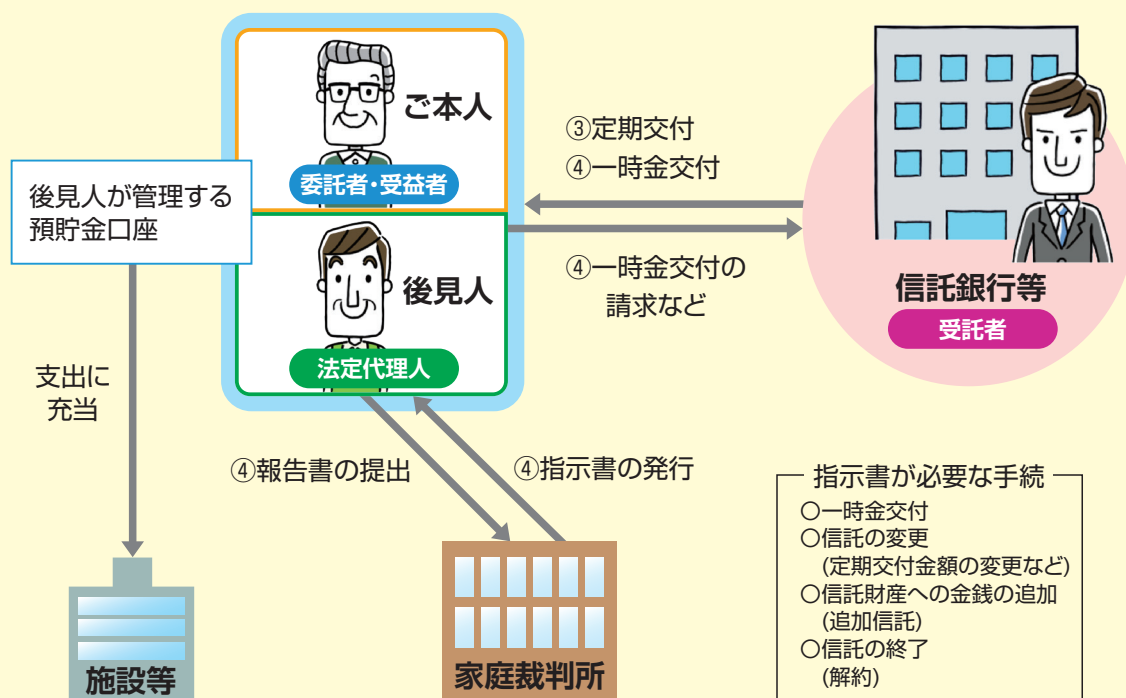 ご本人
委託者・受益者
後見人が管理する
預貯金口座
後見人
法定代理人
③定期交付
④一時金交付
④一時金交付の
請求など
信託銀行等
受託者
支出に
充当
④報告書の提出
④指示書の発行
施設等
家庭裁判所
指示書が必要な手続
○一時金交付
○信託の変更
(定期交付金額の変更など)
○信託財産への金銭の追加
(追加信託)
○信託の終了
(解約)